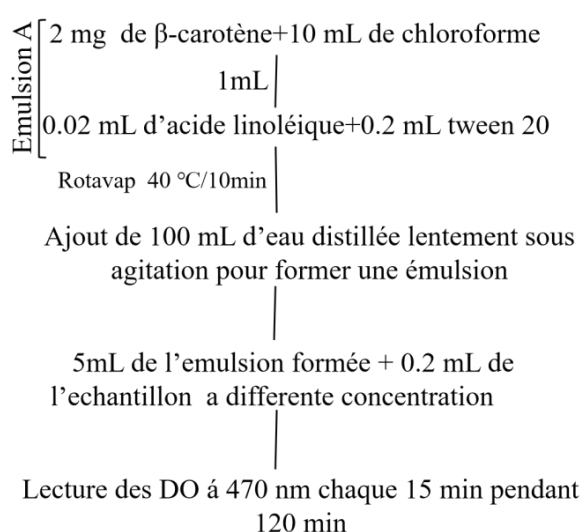 Emulsion A
2 mg de β-carotène+10 mL de chloroforme
1mL
0.02 mL d’acide linoléique+0.2 mL tween 20
Rotavap 40 °C/10min
Ajout de 100 mL d’eau distillée lentement sous
agitation pour former une émulsion
5mL de l’emulsion formée + 0.2 mL de
l’echantillon a differente concentration
Lecture des DO á 470 nm chaque 15 min pendant
120 min